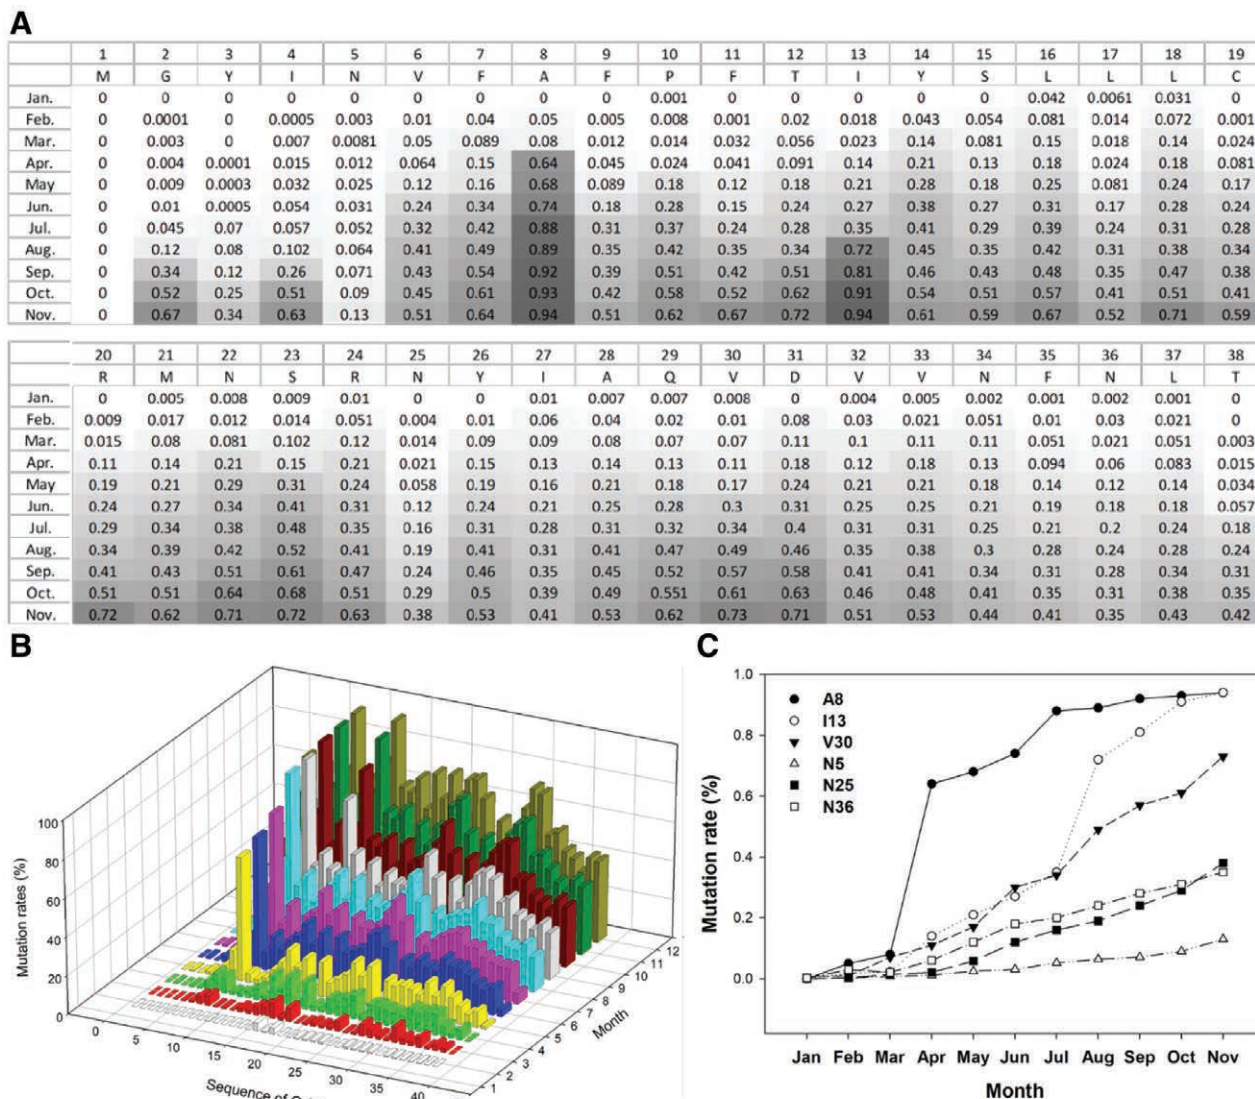 A
1 2 3 4 5 6 7 8 9 10 11 12 13 14 15 16 17 18 19
M G Y I N V F A F P F T I Y S L L L C
Jan. 0 0 0 0 0 0 0 0 0 0.001 0 0 0 0 0 0.042 0.0061 0.031 0
Feb. 0 0.0001 0 0.0005 0.003 0.01 0.04 0.05 0.005 0.008 0.001 0.02 0.018 0.043 0.054 0.081 0.014 0.072 0.001
Mar. 0 0.003 0 0.007 0.0081 0.05 0.089 0.08 0.012 0.014 0.032 0.056 0.023 0.14 0.081 0.15 0.018 0.14 0.024
Apr. 0 0.004 0.0001 0.015 0.012 0.064 0.15 0.64 0.045 0.024 0.041 0.091 0.14 0.21 0.13 0.18 0.024 0.18 0.081
May 0 0.009 0.0003 0.032 0.025 0.12 0.16 0.68 0.089 0.18 0.12 0.18 0.21 0.28 0.18 0.25 0.081 0.24 0.17
Jun. 0 0.01 0.0005 0.054 0.031 0.24 0.34 0.74 0.18 0.28 0.15 0.24 0.27 0.38 0.27 0.31 0.17 0.28 0.24
Jul. 0 0.045 0.07 0.057 0.052 0.32 0.42 0.88 0.31 0.37 0.24 0.28 0.35 0.41 0.29 0.39 0.24 0.31 0.28
Aug. 0 0.12 0.08 0.102 0.064 0.41 0.49 0.89 0.35 0.42 0.35 0.34 0.72 0.45 0.35 0.42 0.31 0.38 0.34
Sep. 0 0.34 0.12 0.26 0.071 0.43 0.54 0.92 0.39 0.51 0.42 0.51 0.81 0.46 0.43 0.48 0.35 0.47 0.38
Oct. 0 0.52 0.25 0.51 0.09 0.45 0.61 0.93 0.42 0.58 0.52 0.62 0.91 0.54 0.51 0.57 0.41 0.51 0.41
Nov. 0 0.67 0.34 0.63 0.13 0.51 0.64 0.94 0.51 0.62 0.67 0.72 0.94 0.61 0.59 0.67 0.52 0.71 0.59
20 21 22 23 24 25 26 27 28 29 30 31 32 33 34 35 36 37 38
R M N S R N Y I A Q V D V V N F N L T
Jan. 0 0.005 0.008 0.009 0.01 0 0 0.01 0.007 0.007 0.008 0 0.004 0.005 0.002 0.001 0.002 0.001 0
Feb. 0.009 0.017 0.012 0.014 0.051 0.004 0.01 0.06 0.04 0.02 0.01 0.08 0.03 0.021 0.051 0.01 0.03 0.021 0
Mar. 0.015 0.08 0.081 0.102 0.12 0.014 0.09 0.09 0.08 0.07 0.07 0.11 0.1 0.11 0.11 0.051 0.021 0.051 0.003
Apr. 0.11 0.14 0.21 0.15 0.21 0.021 0.15 0.13 0.14 0.13 0.11 0.18 0.12 0.18 0.13 0.094 0.06 0.083 0.015
May 0.19 0.21 0.29 0.31 0.24 0.058 0.19 0.16 0.21 0.18 0.17 0.24 0.21 0.21 0.18 0.14 0.12 0.14 0.034
Jun. 0.24 0.27 0.34 0.41 0.31 0.12 0.24 0.21 0.25 0.28 0.3 0.31 0.25 0.25 0.21 0.19 0.18 0.18 0.057
Jul. 0.29 0.34 0.38 0.48 0.35 0.16 0.31 0.28 0.31 0.32 0.34 0.4 0.31 0.31 0.25 0.21 0.2 0.24 0.18
Aug. 0.34 0.39 0.42 0.52 0.41 0.19 0.41 0.31 0.41 0.47 0.49 0.46 0.35 0.38 0.3 0.28 0.24 0.28 0.24
Sep. 0.41 0.43 0.51 0.61 0.47 0.24 0.46 0.35 0.45 0.52 0.57 0.58 0.41 0.41 0.34 0.31 0.28 0.34 0.31
Oct. 0.51 0.51 0.64 0.68 0.51 0.29 0.5 0.39 0.49 0.551 0.61 0.63 0.46 0.48 0.41 0.35 0.31 0.38 0.35
Nov. 0.72 0.62 0.71 0.72 0.63 0.38 0.53 0.41 0.53 0.62 0.73 0.71 0.51 0.53 0.44 0.41 0.35 0.43 0.42
B
Mutation rates (%)
100
80
60
40
20
0
0 5 10 15 20 25 30 35 40
Sequence of
1 2 3 4 5 6 7 8 9 10 11 12
Month
C
Mutation rate (%)
1.0
0.8
0.6
0.4
0.2
0.0
A8
I13
V30
N5
N25
N36
Jan Feb Mar Apr May Jun Jul Aug Sep Oct Nov
Month